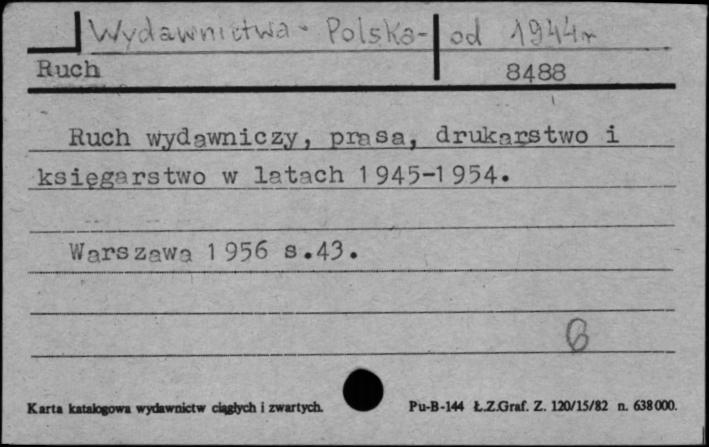 Wydawnictwa - Polska - od 1944r
Ruch 8488
Ruch wydawniczy, prasa, drukarstwo i
księgarstwo w latach 1945-1954.
Warszawa 1956 s.43.
B
Karta katalogowa wydawnictw ciągłych i zwartych. Pu-B-144 Ł.Z.Graf. Z. 120/15/82 n. 638000.